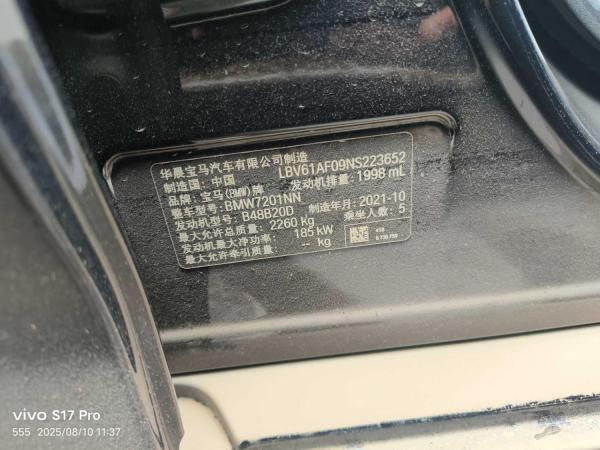 华晨宝马汽车有限公司制造
制造国: 中国 LBV61AF09NS223652
品牌: 宝马(BMW)牌 发动机排量: 1998 mL
整车型号: BMW7201NN
发动机型号: B48B20D 制造年月: 2021-10
最大允许总质量: 2260 kg 乘坐人数: 5
发动机最大净功率: 185 kW
最大允许牵引质量: -- kg
vivo S17 Pro
555 2025/08/10 11:37